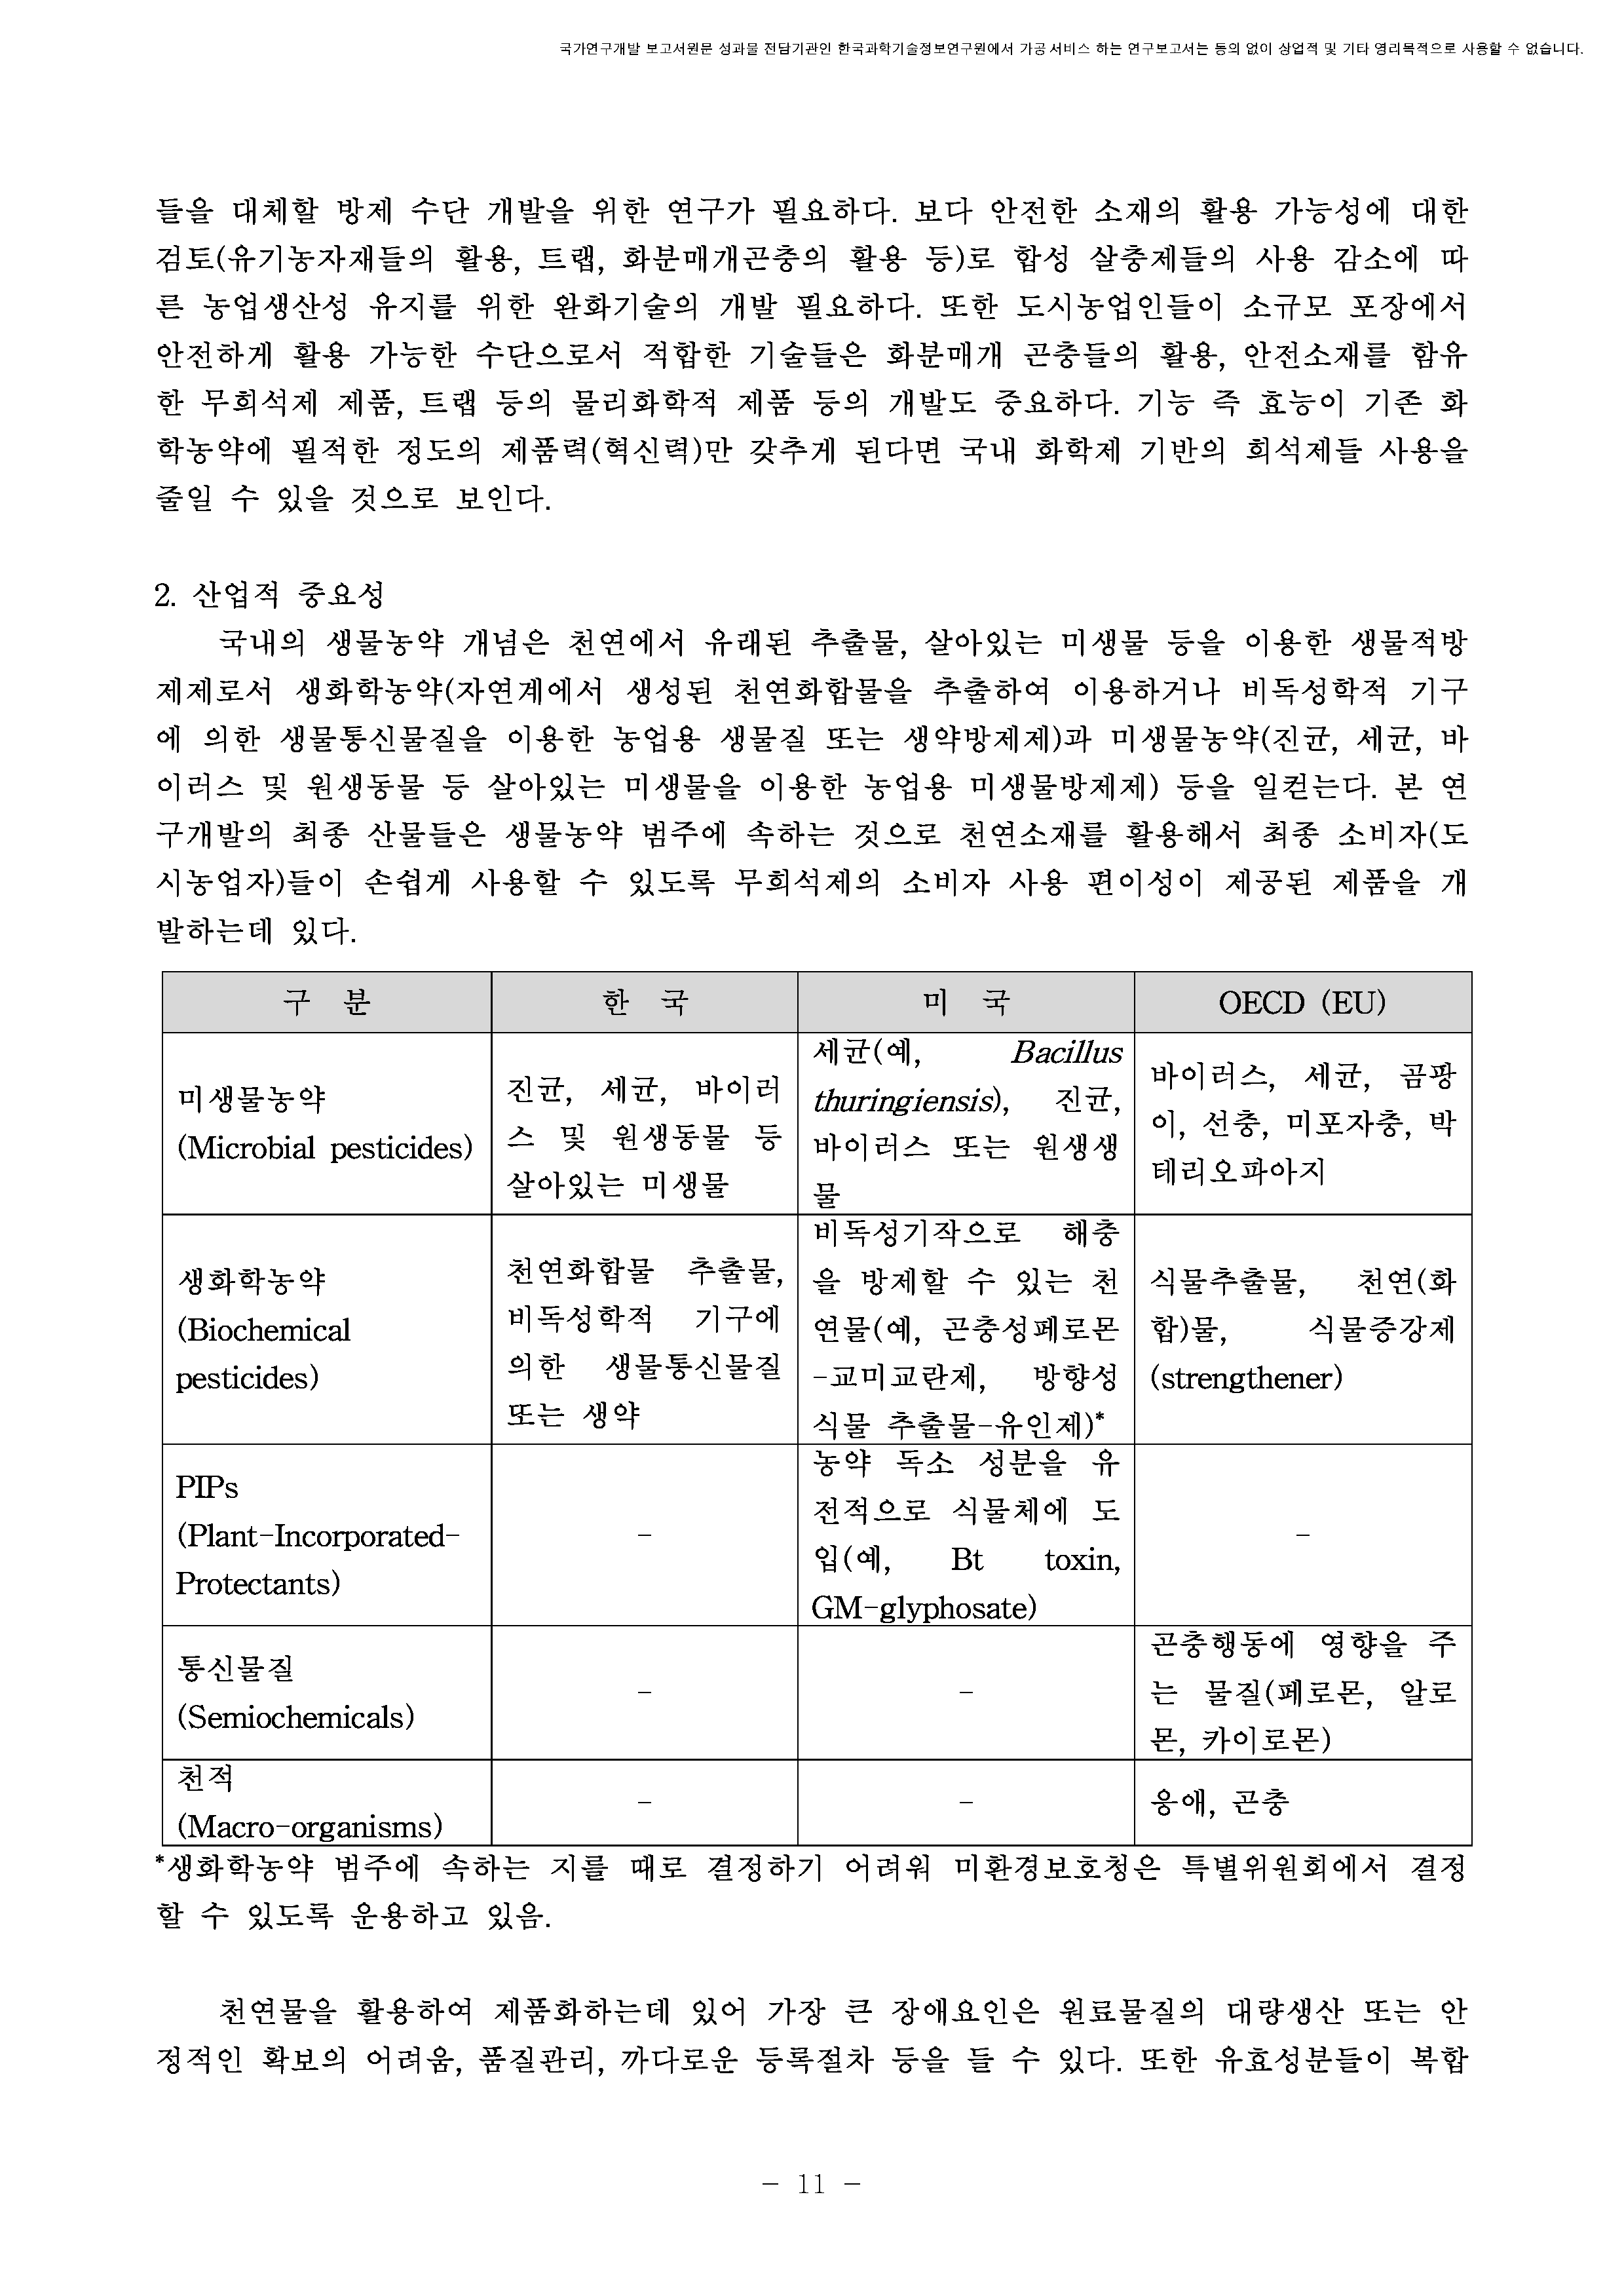 국가연구개발 보고서원문 성과물 전담기관인 한국과학기술정보연구원에서 가공·서비스 하는 연구보고서는 동의 없이 상업적 및 기타 영리목적으로 사용할 수 없습니다.
들을 대체할 방제 수단 개발을 위한 연구가 필요하다. 보다 안전한 소재의 활용 가능성에 대한
검토(유기농자재들의 활용, 트랩, 화분매개곤충의 활용 등)로 합성 살충제들의 사용 감소에 따
른 농업생산성 유지를 위한 완화기술의 개발 필요하다. 또한 도시농업인들이 소규모 포장에서
안전하게 활용 가능한 수단으로서 적합한 기술들은 화분매개 곤충들의 활용, 안전소재를 함유
한 무희석제 제품, 트랩 등의 물리화학적 제품 등의 개발도 중요하다. 기능 즉 효능이 기존 화
학농약에 필적한 정도의 제품력(혁신력)만 갖추게 된다면 국내 화학제 기반의 희석제들 사용을
줄일 수 있을 것으로 보인다.
2. 산업적 중요성
국내의 생물농약 개념은 천연에서 유래된 추출물, 살아있는 미생물 등을 이용한 생물적방
제제로서 생화학농약(자연계에서 생성된 천연화합물을 추출하여 이용하거나 비독성학적 기구
에 의한 생물통신물질을 이용한 농업용 생물질 또는 생약방제제)과 미생물농약(진균, 세균, 바
이러스 및 원생동물 등 살아있는 미생물을 이용한 농업용 미생물방제제) 등을 일컫는다. 본 연
구개발의 최종 산물들은 생물농약 범주에 속하는 것으로 천연소재를 활용해서 최종 소비자(도
시농업자)들이 손쉽게 사용할 수 있도록 무희석제의 소비자 사용 편이성이 제공된 제품을 개
발하는데 있다.
구 분 한 국 미 국 OECD (EU)
미생물농약
(Microbial pesticides)
진균, 세균, 바이러
스 및 원생동물 등
살아있는 미생물
세균(예, Bacillus
thuringiensis), 진균,
바이러스 또는 원생생
물
바이러스, 세균, 곰팡
이, 선충, 미포자충, 박
테리오파아지
생화학농약
(Biochemical
pesticides)
천연화합물 추출물,
비독성학적 기구에
의한 생물통신물질
또는 생약
비독성기작으로 해충
을 방제할 수 있는 천
연물(예, 곤충성페로몬
-교미교란제, 방향성
식물 추출물-유인제)*
식물추출물, 천연(화
합)물, 식물증강제
(strengthener)
PIPs
(Plant-Incorporated-
Protectants)
-
농약 독소 성분을 유
전적으로 식물체에 도
입(예, Bt toxin,
GM-glyphosate)
-
통신물질
(Semiochemicals)
-
-
곤충행동에 영향을 주
는 물질(페로몬, 알로
몬, 카이로몬)
천적
(Macro-organisms)
-
-
응애, 곤충
*생화학농약 범주에 속하는 지를 때로 결정하기 어려워 미환경보호청은 특별위원회에서 결정
할 수 있도록 운용하고 있음.
천연물을 활용하여 제품화하는데 있어 가장 큰 장애요인은 원료물질의 대량생산 또는 안
정적인 확보의 어려움, 품질관리, 까다로운 등록절차 등을 들 수 있다. 또한 유효성분들이 복합
- 11 -